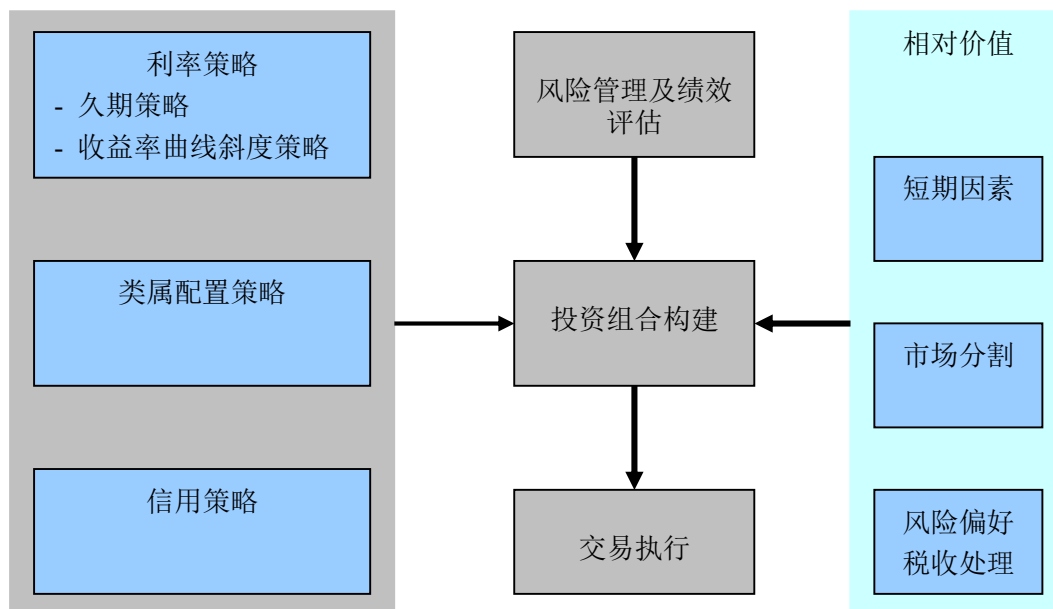 利率策略
- 久期策略
- 收益率曲线斜度策略
类属配置策略
信用策略
风险管理及绩效
评估
投资组合构建
交易执行
相对价值
短期因素
市场分割
风险偏好
税收处理